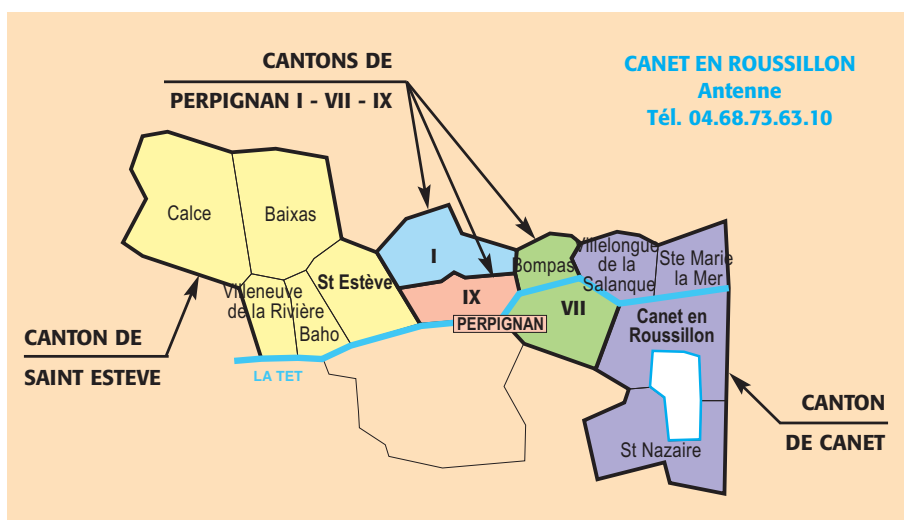 CANTONS DE
PERPIGNAN I - VII - IX
CANET EN ROUSSILLON
Antenne
Tél. 04.68.73.63.10
Calce
Baixas
I
Bompas
Villelongue
de la
Salanque
Ste Marie
la Mer
St Estève
Villeneuve
de la Rivière
Baho
IX
VII
PERPIGNAN
Canet en
Roussillon
CANTON DE
SAINT ESTEVE
LA TET
CANTON
DE CANET
St Nazaire